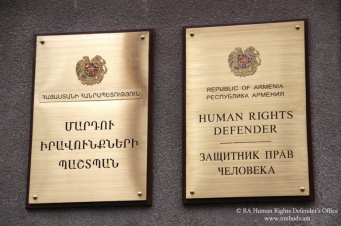 ՀԱՅԱՍՏԱՆԻ ՀԱՆՐԱՊԵՏՈՒԹՅՈՒՆ
ՄԱՐԴՈՒ
ԻՐԱՎՈՒՆՔՆԵՐԻ
ՊԱՇՏՊԱՆ
REPUBLIC OF ARMENIA
РЕСПУБЛИКА АРМЕНИЯ
HUMAN RIGHTS
DEFENDER
ЗАЩИТНИК ПРАВ
ЧЕЛОВЕКА
© RA Human Rights Defender's Office
www.ombuds.am